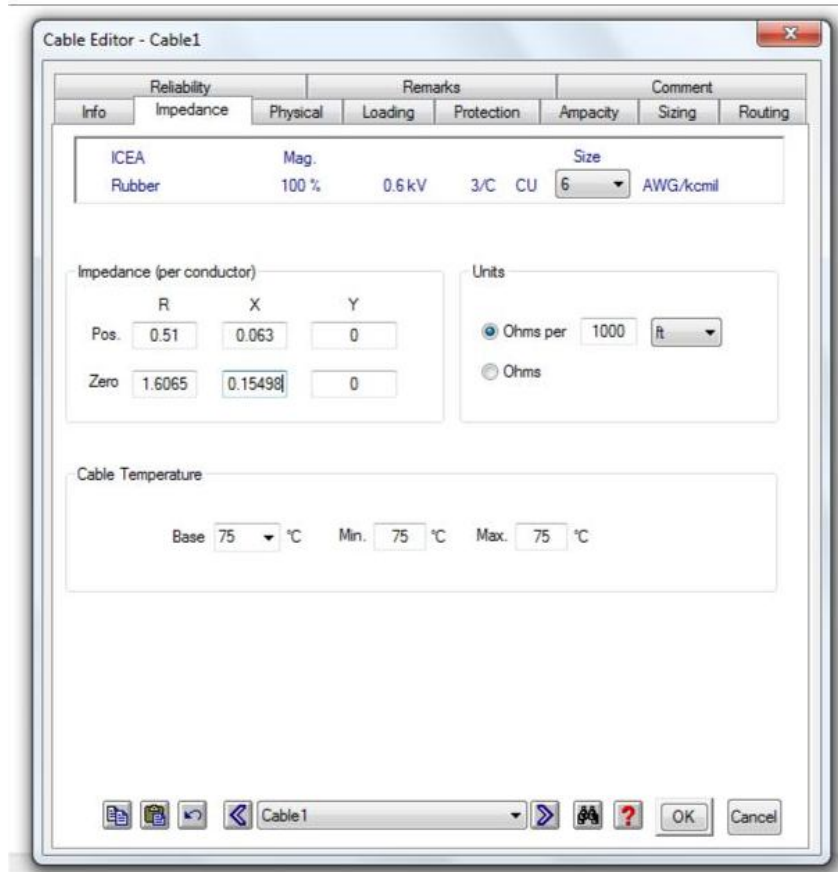 Cable Editor - Cable1
Reliability Remarks Comment
Info Impedance Physical Loading Protection Ampacity Sizing Routing
ICEA Mag. Size
Rubber 100 % 0.6 kV 3/C CU 6 AWG/kcmil
Impedance (per conductor)
R X Y
Pos. 0.51 0.063 0
Zero 1.6065 0.15498 0
Units
Ohms per 1000 ft
Ohms
Cable Temperature
Base 75 °C Min. 75 °C Max. 75 °C
Cable1 ? OK Cancel